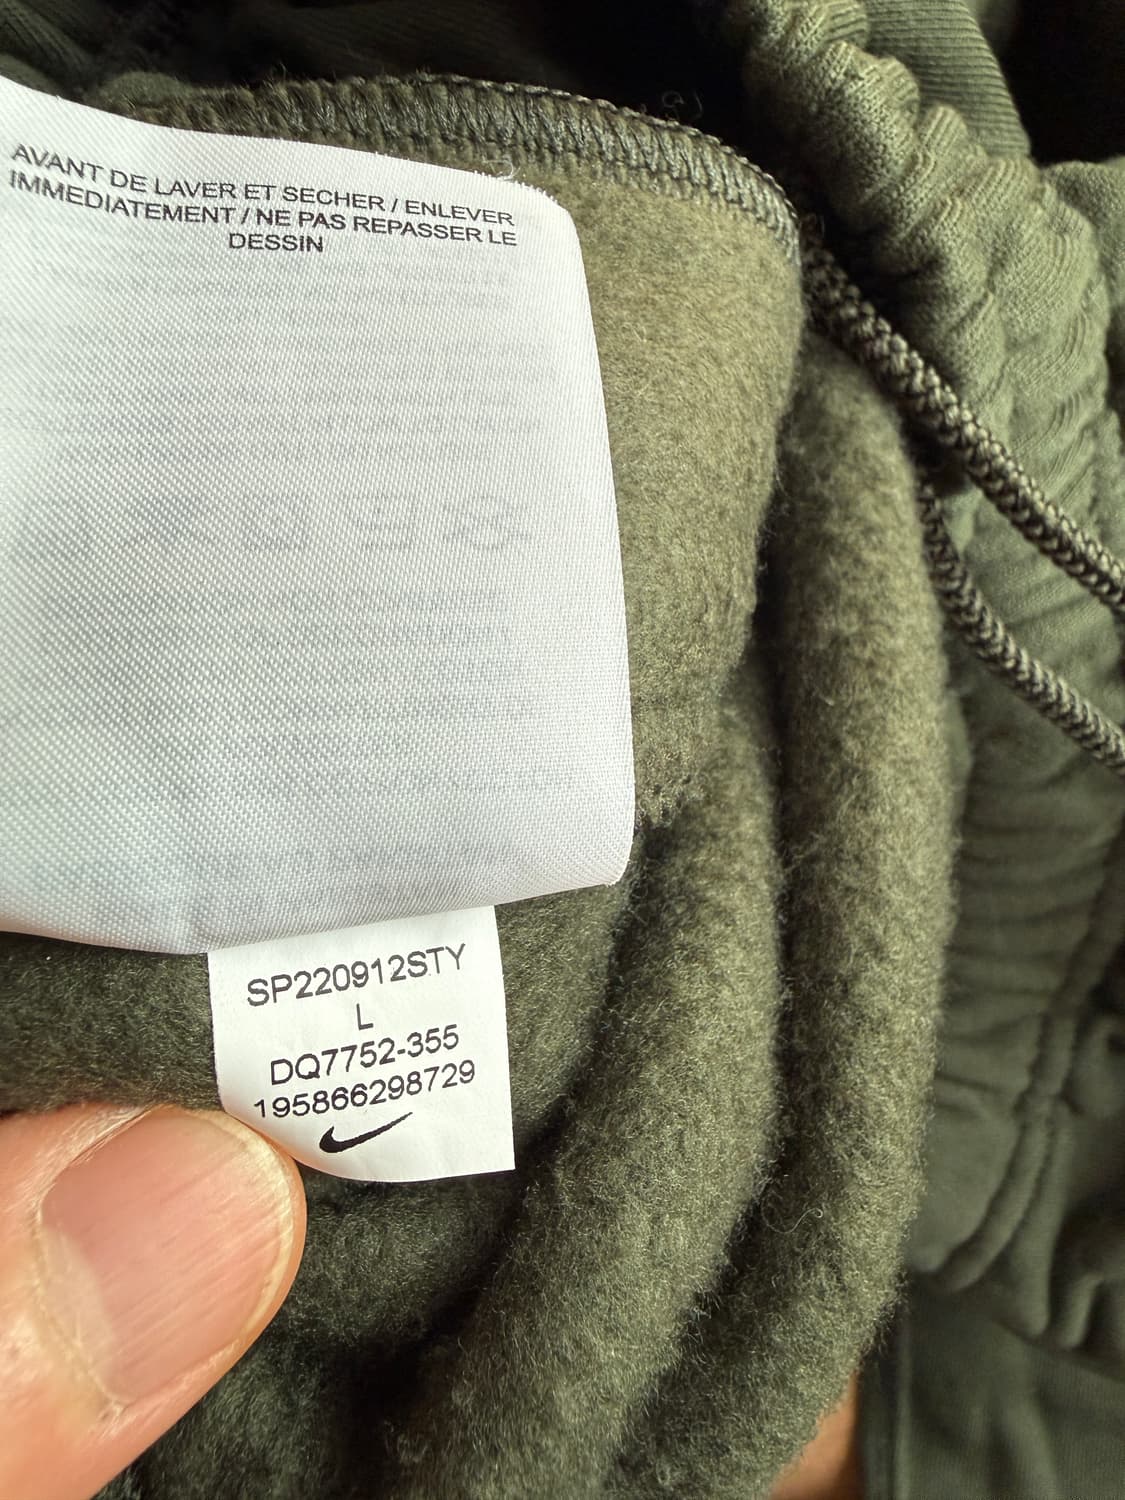 AVANT DE LAVER ET SECHER / ENLEVER
IMMEDIATEMENT / NE PAS REPASSER LE
DESSIN
SP220912STY
L
DQ7752-355
195866298729